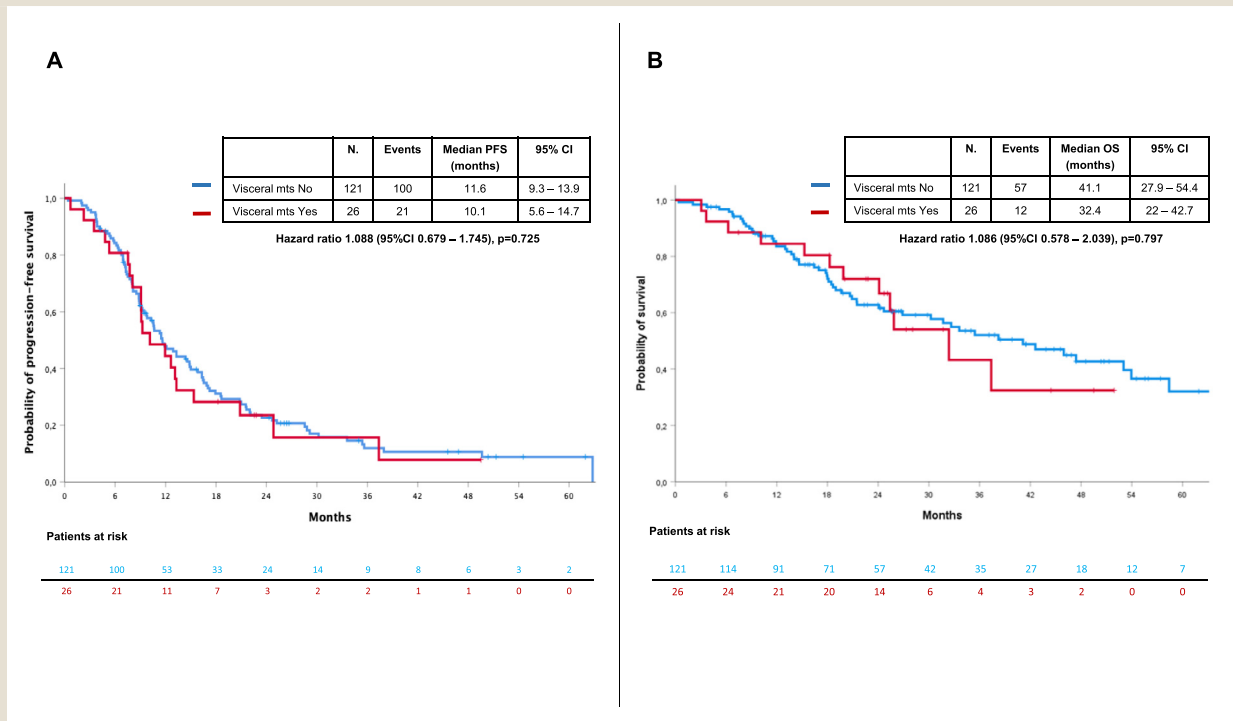 A
N. Events Median PFS (months) 95% CI
Visceral mts No 121 100 11.6 9.3 – 13.9
Visceral mts Yes 26 21 10.1 5.6 – 14.7
Hazard ratio 1.088 (95%CI 0.679 – 1.745), p=0.725
Probability of progression-free survival
1,0
0,8
0,6
0,4
0,2
0,0
0 6 12 18 24 30 36 42 48 54 60
Months
Patients at risk
121 100 53 33 24 14 9 8 6 3 2
26 21 11 7 3 2 2 1 1 0 0
B
N. Events Median OS (months) 95% CI
Visceral mts No 121 57 41.1 27.9 – 54.4
Visceral mts Yes 26 12 32.4 22 – 42.7
Hazard ratio 1.086 (95%CI 0.578 – 2.039), p=0.797
Probability of survival
1,0
0,8
0,6
0,4
0,2
0,0
0 6 12 18 24 30 36 42 48 54 60
Months
Patients at risk
121 114 91 71 57 42 35 27 18 12 7
26 24 21 20 14 6 4 3 2 0 0